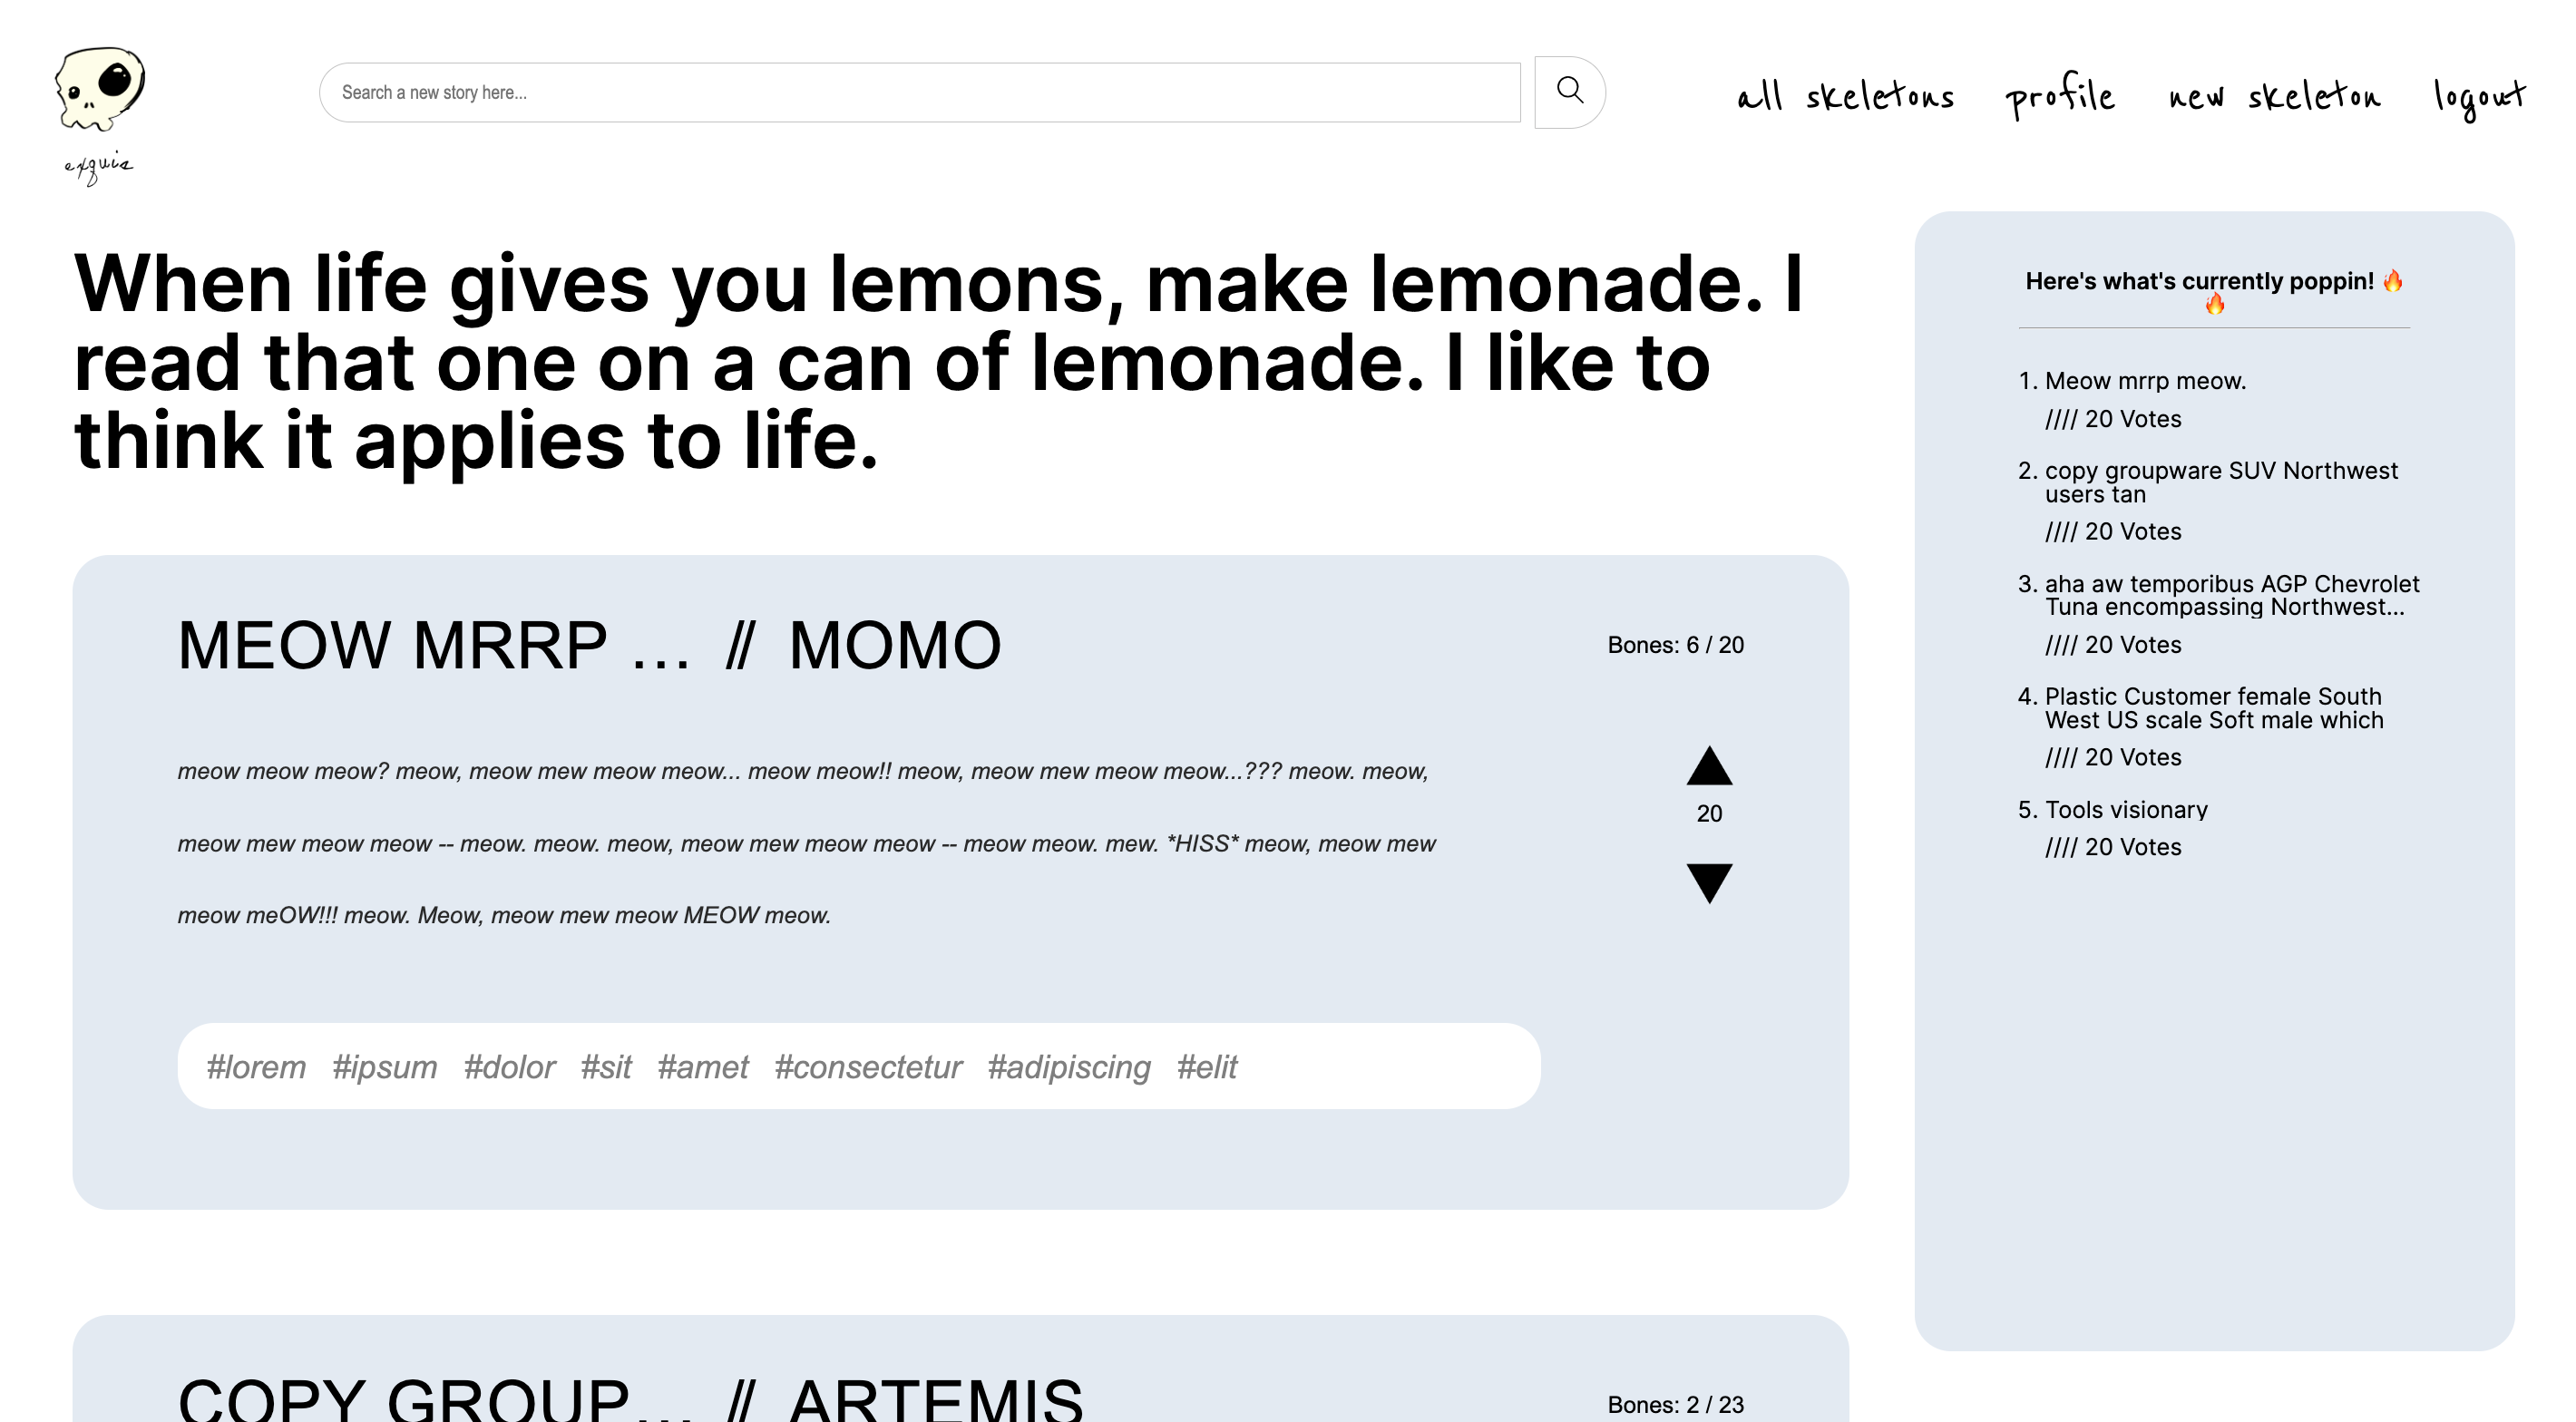 exquis
Search a new story here...
all skeletons
profile
new skeleton
logout
When life gives you lemons, make lemonade. I
read that one on a can of lemonade. I like to
think it applies to life.
MEOW MRRP ... // MOMO
Bones: 6 / 20
meow meow meow? meow, meow mew meow meow... meow meow!! meow, meow mew meow meow...??? meow. meow,
meow mew meow meow -- meow. meow. meow, meow mew meow meow -- meow meow. mew. *HISS* meow, meow mew
meow meOW!!! meow. Meow, meow mew meow MEOW meow.
20
#lorem #ipsum #dolor #sit #amet #consectetur #adipiscing #elit
COPY GROUP... // ARTEMIS
Bones: 2 / 23
Here's what's currently poppin! 🔥
🔥
1. Meow mrrp meow.
//// 20 Votes
2. copy groupware SUV Northwest
users tan
//// 20 Votes
3. aha aw temporibus AGP Chevrolet
Tuna encompassing Northwest...
//// 20 Votes
4. Plastic Customer female South
West US scale Soft male which
//// 20 Votes
5. Tools visionary
//// 20 Votes